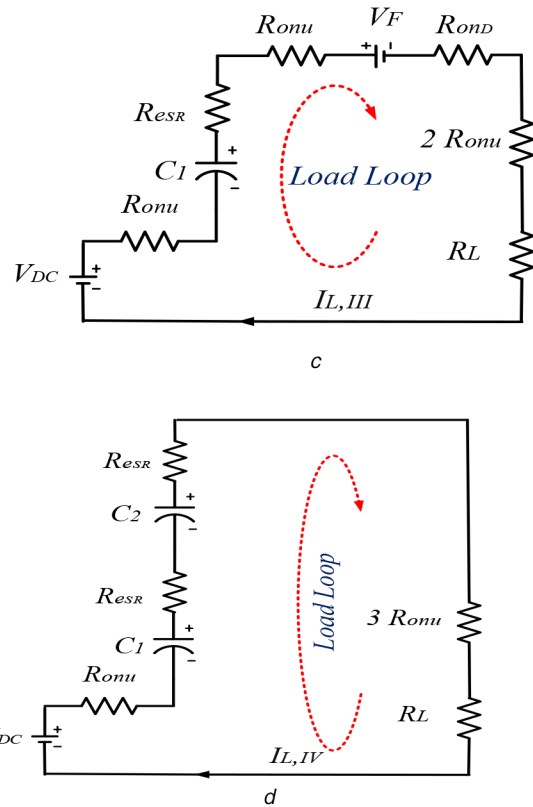 Ronu
VF
RonD
+ -
ResR
2 Ronu
+
C1
-
Load Loop
Ronu
RL
VDC
+
-
IL,III
c
ResR
+
C2
-
ResR
Load Loop
3 Ronu
+
C1
-
Ronu
RL
DC
+
-
IL,IV
d